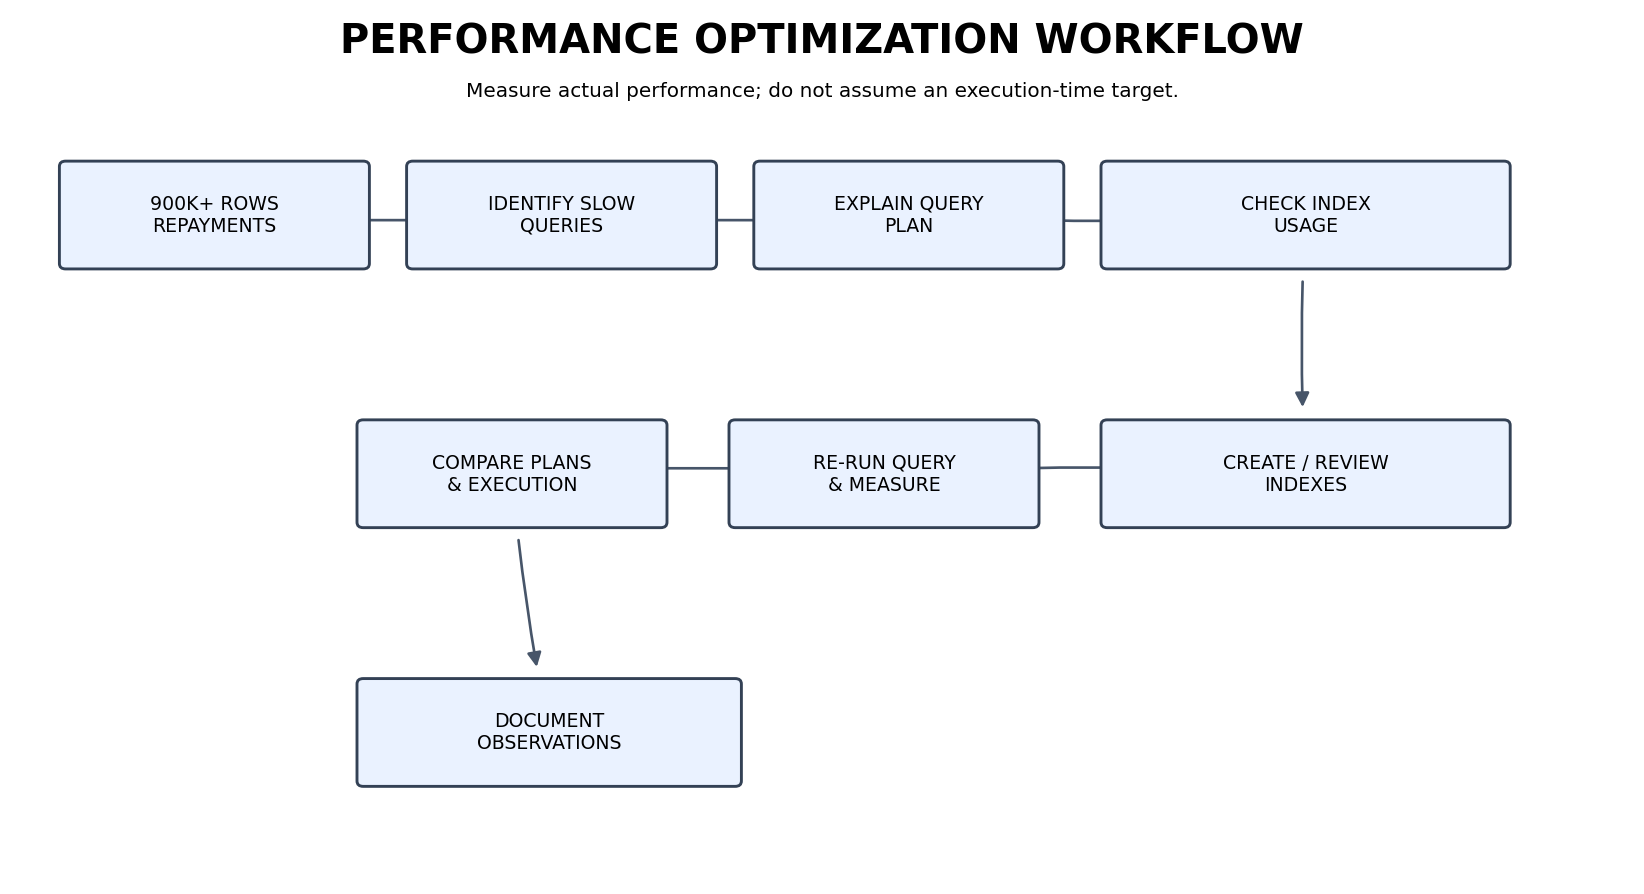 PERFORMANCE OPTIMIZATION WORKFLOW
Measure actual performance; do not assume an execution-time target.
900K+ ROWS
REPAYMENTS
IDENTIFY SLOW
QUERIES
EXPLAIN QUERY
PLAN
CHECK INDEX
USAGE
CREATE / REVIEW
INDEXES
RE-RUN QUERY
& MEASURE
COMPARE PLANS
& EXECUTION
DOCUMENT
OBSERVATIONS